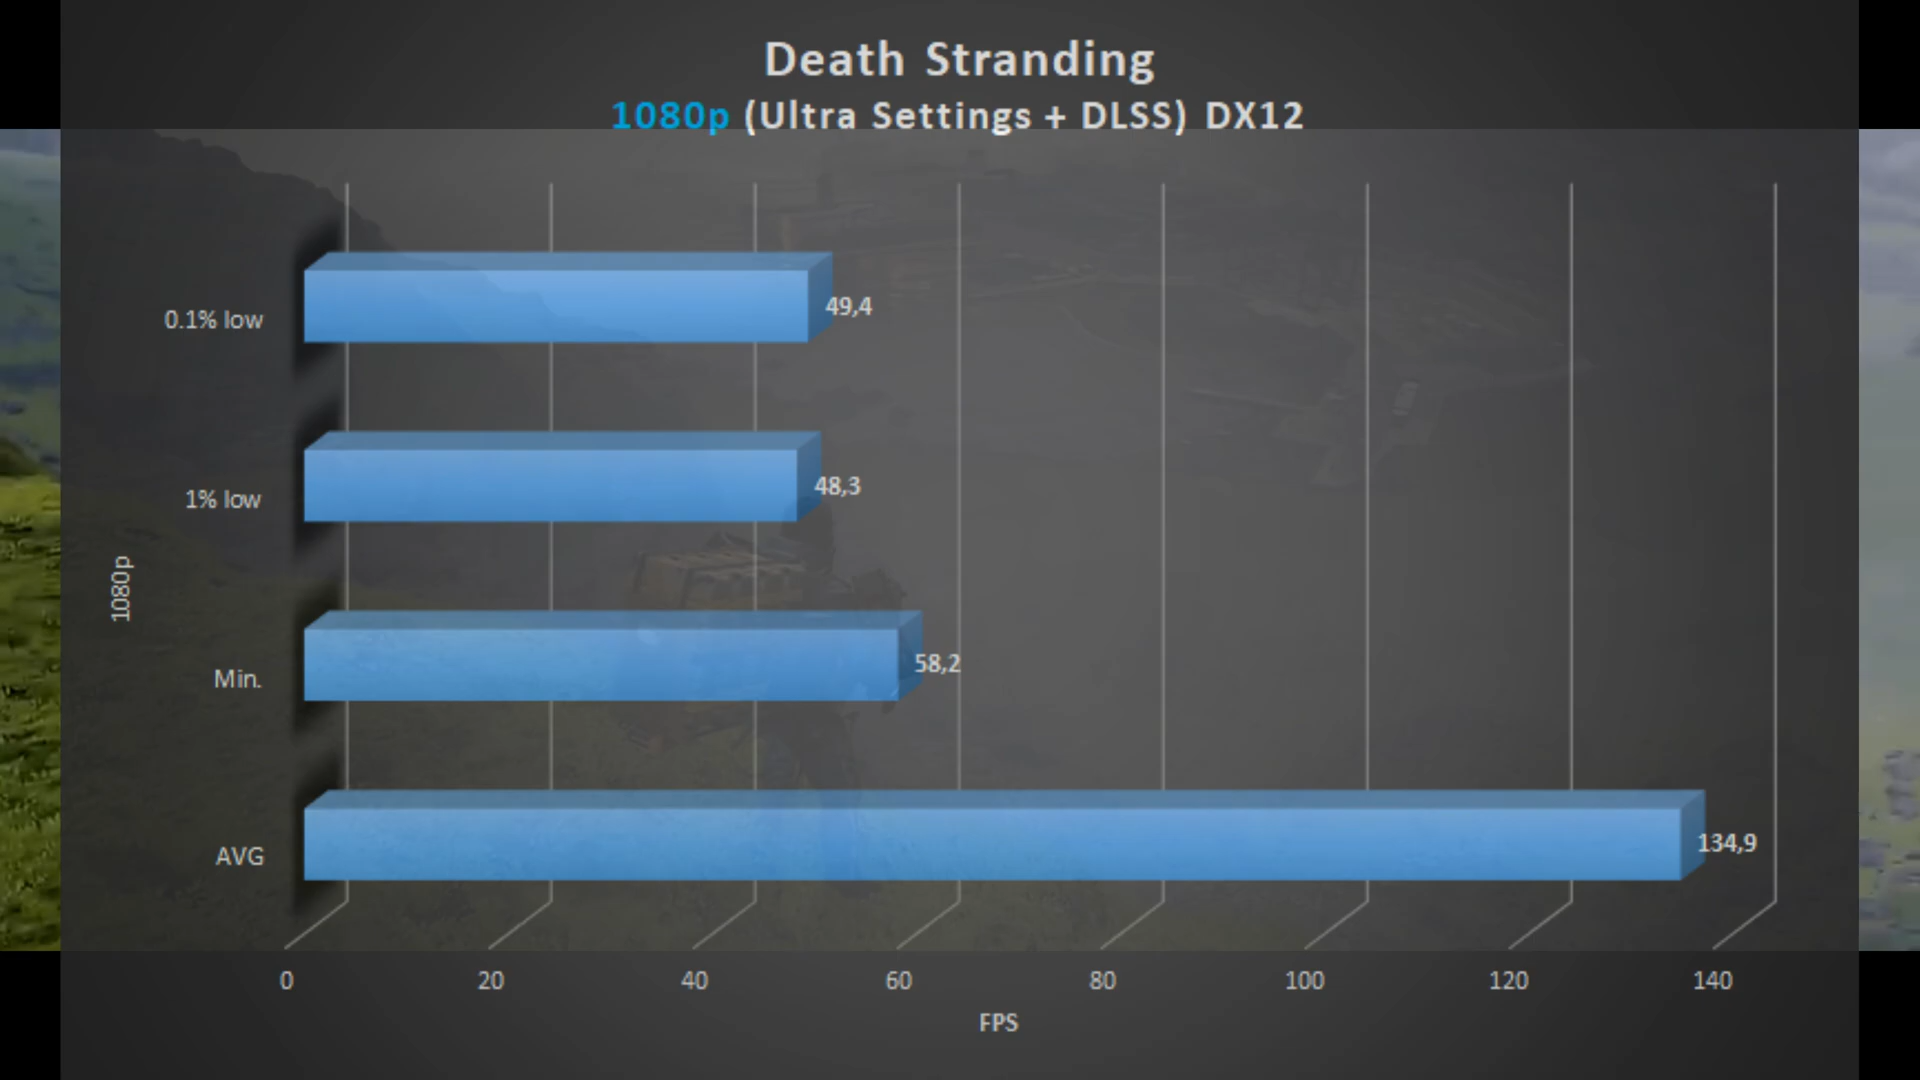 Death Stranding
1080p (Ultra Settings + DLSS) DX12
0.1% low
49,4
1% low
48,3
1080p
Min.
58,2
AVG
134,9
0 20 40 60 80 100 120 140
FPS